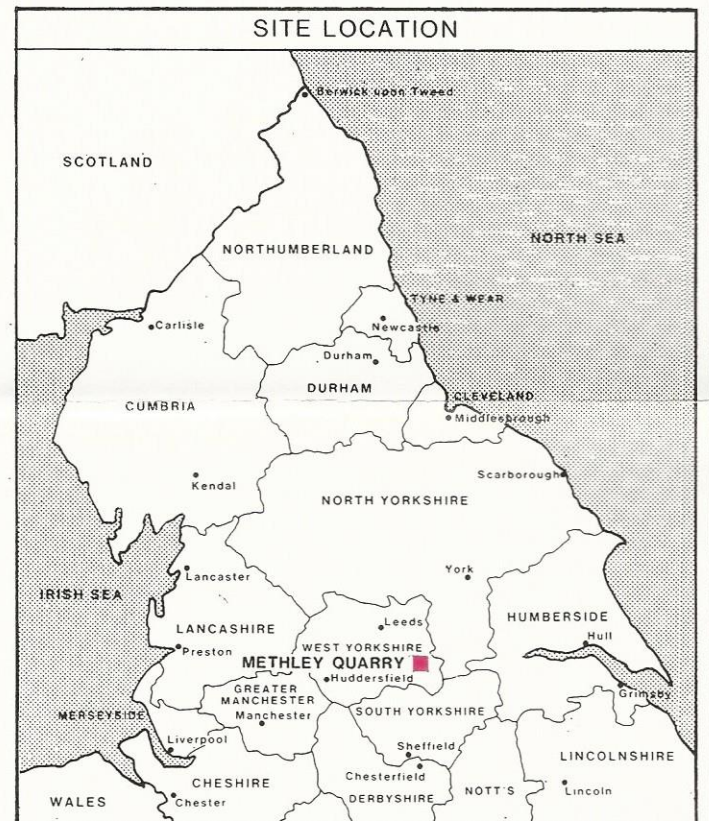 SITE LOCATION
Berwick upon Tweed
SCOTLAND
NORTH SEA
NORTHUMBERLAND
TYNE & WEAR
Carlisle
Newcastle
Durham
DURHAM
CLEVELAND
CUMBRIA
Middlesbrough
Scarborough
Kendal
NORTH YORKSHIRE
York
Lancaster
IRISH SEA
HUMBERSIDE
Leeds
LANCASHIRE
Hull
Preston
WEST YORKSHIRE
METHLEY QUARRY
Huddersfield
GREATER
MANCHESTER
Grimsby
MERSEYSIDE
Manchester
SOUTH YORKSHIRE
Liverpool
Sheffield
LINCOLNSHIRE
Chesterfield
CHESHIRE
NOTT'S
Lincoln
WALES
Chester
DERBYSHIRE